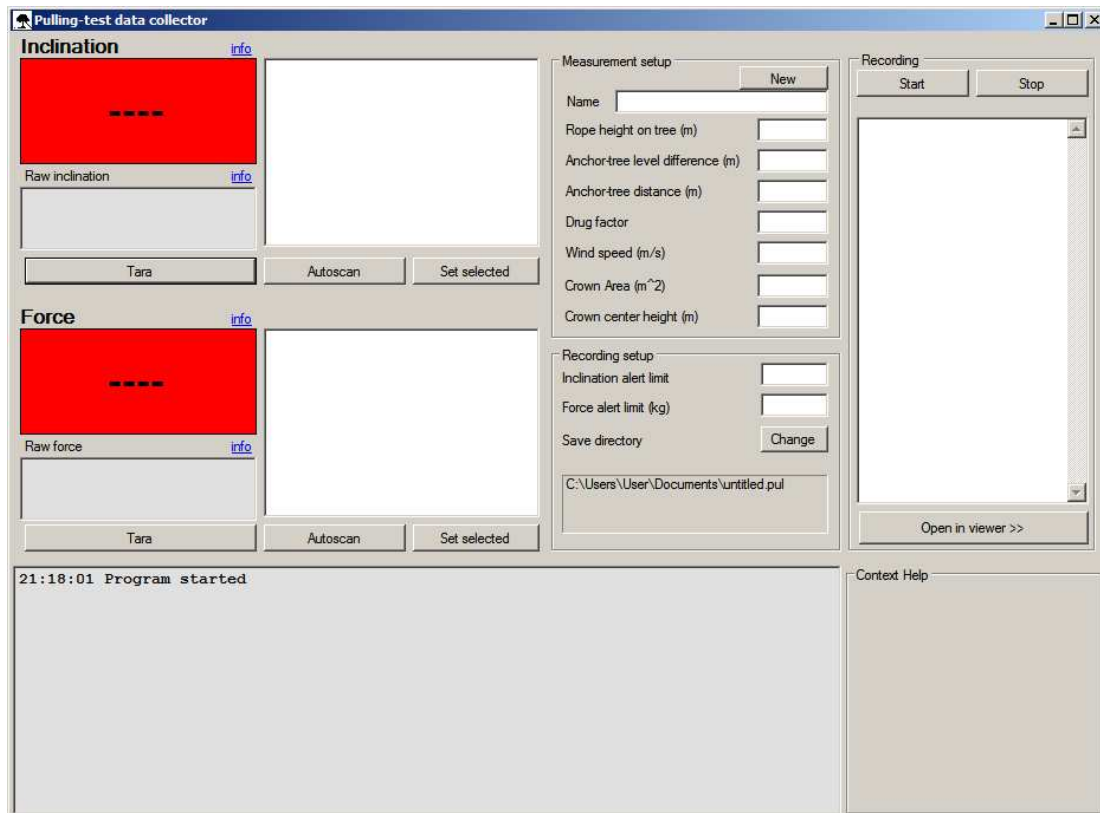 Pulling-test data collector
Inclination
info
----
Raw inclination
info
Tara
Autoscan
Set selected
Force
info
----
Raw force
info
Tara
Autoscan
Set selected
Measurement setup
New
Name
Rope height on tree (m)
Anchor-tree level difference (m)
Anchor-tree distance (m)
Drug factor
Wind speed (m/s)
Crown Area (m^2)
Crown center height (m)
Recording setup
Inclination alert limit
Force alert limit (kg)
Save directory
Change
C:\Users\User\Documents\untitled.pul
Recording
Start
Stop
Open in viewer >>
21:18:01 Program started
Context Help